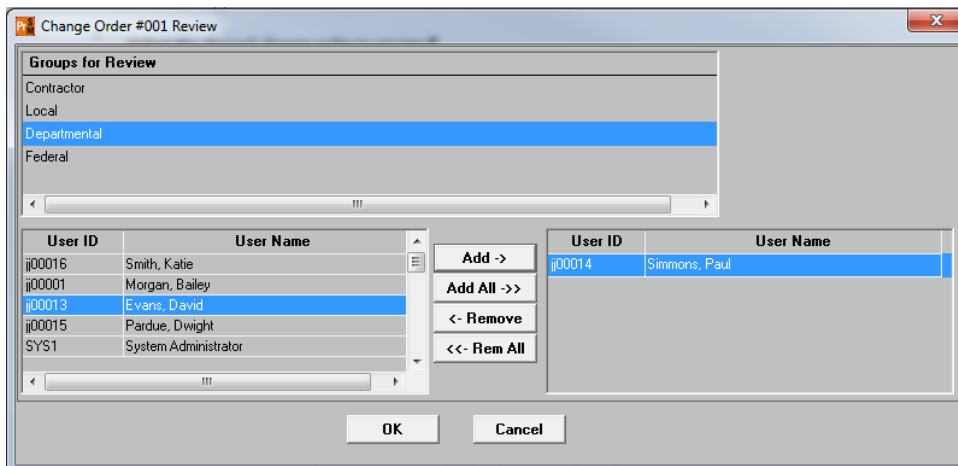 Change Order #001 Review
Groups for Review
Contractor
Local
Departmental
Federal
User ID User Name
jj00016 Smith, Katie
jj00001 Morgan, Bailey
jj00013 Evans, David
jj00015 Pardue, Dwight
SYS1 System Administrator
Add ->
Add All ->>
<- Remove
<<- Rem All
User ID User Name
jj00014 Simmons, Paul
OK Cancel